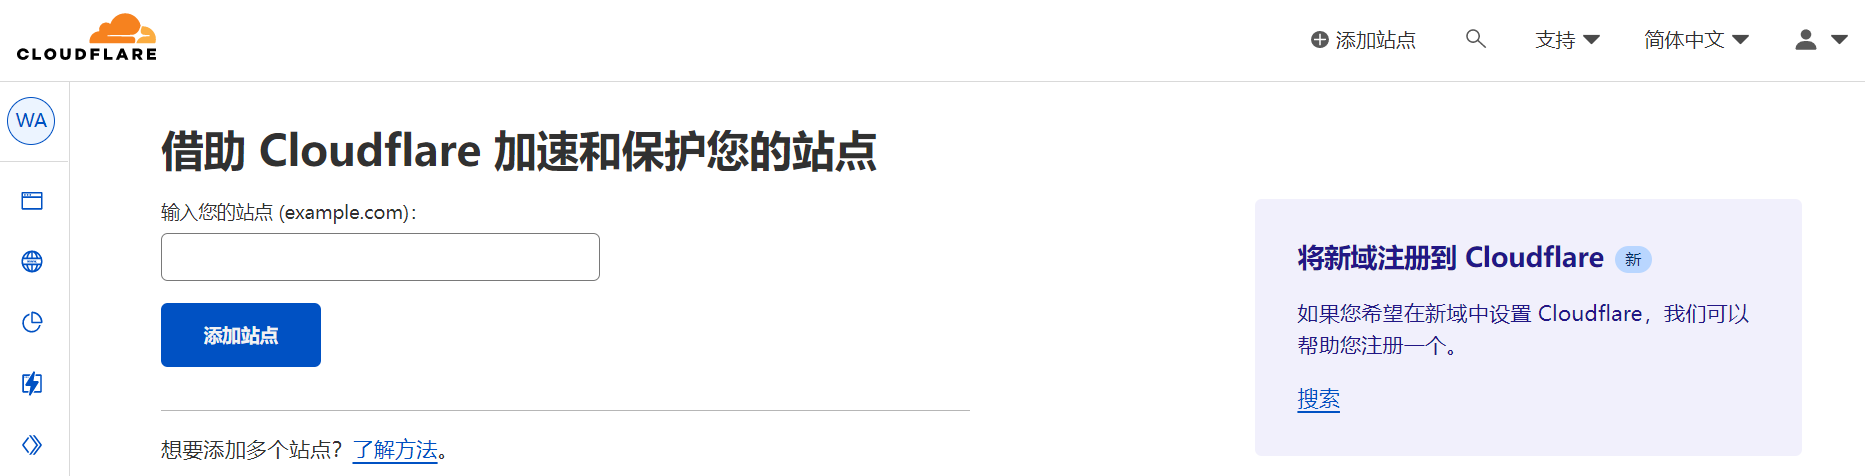 CLOUDFLARE
添加站点
支持
简体中文
WA
借助 Cloudflare 加速和保护您的站点
输入您的站点 (example.com)：
添加站点
想要添加多个站点？了解方法。
将新域注册到 Cloudflare 新
如果您希望在新域中设置 Cloudflare，我们可以
帮助您注册一个。
搜索